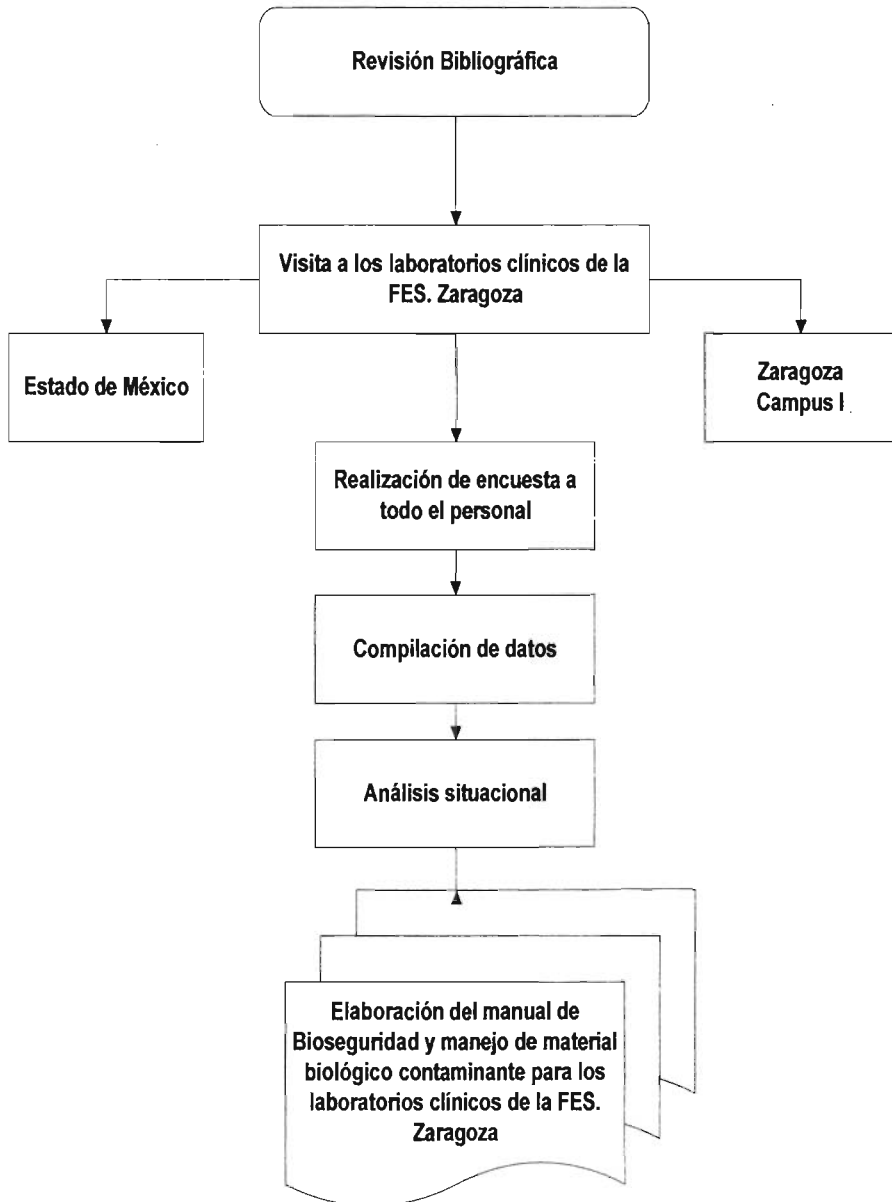 Revisión Bibliográfica
Visita a los laboratorios clínicos de la
FES. Zaragoza
Estado de México
Zaragoza
Campus I
Realización de encuesta a
todo el personal
Compilación de datos
Análisis situacional
Elaboración del manual de
Bioseguridad y manejo de material
biológico contaminante para los
laboratorios clínicos de la FES.
Zaragoza